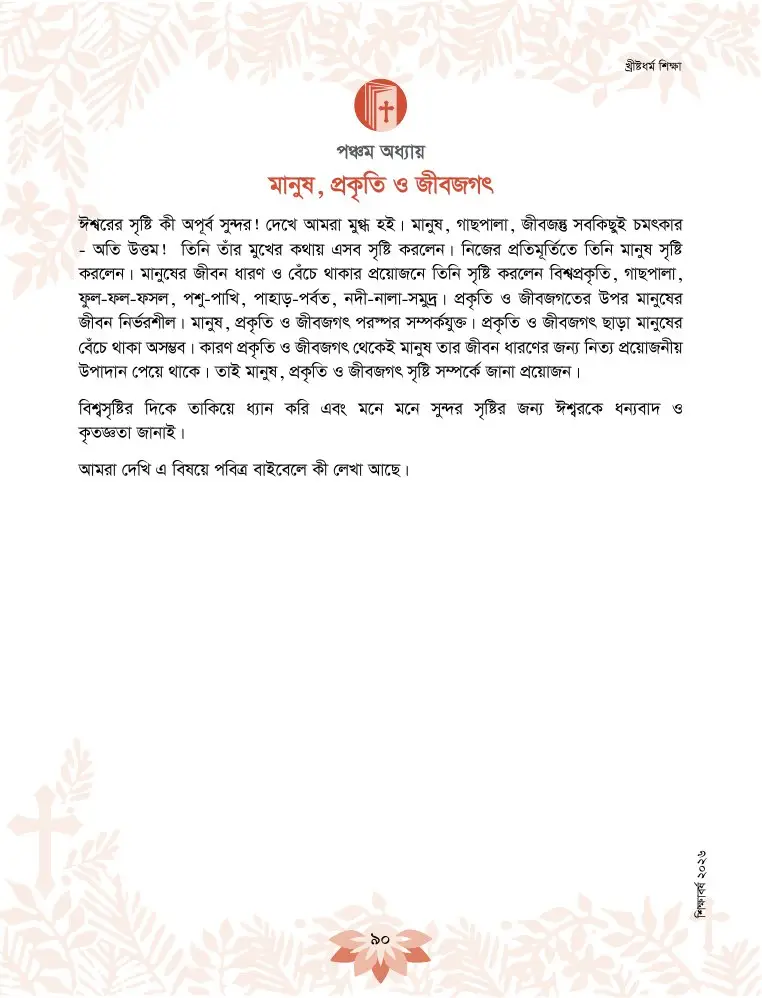 খ্রীষ্টধর্ম শিক্ষা
পঞ্চম অধ্যায়
মানুষ, প্রকৃতি ও জীবজগৎ
ঈশ্বরের সৃষ্টি কী অপূর্ব সুন্দর! দেখে আমরা মুগ্ধ হই। মানুষ, গাছপালা, জীবজন্তু সবকিছুই চমৎকার
- অতি উত্তম! তিনি তাঁর মুখের কথায় এসব সৃষ্টি করলেন। নিজের প্রতিমূর্তিতে তিনি মানুষ সৃষ্টি
করলেন। মানুষের জীবন ধারণ ও বেঁচে থাকার প্রয়োজনে তিনি সৃষ্টি করলেন বিশ্বপ্রকৃতি, গাছপালা,
ফুল-ফল-ফসল, পশু-পাখি, পাহাড়-পর্বত, নদী-নালা-সমুদ্র। প্রকৃতি ও জীবজগতের উপর মানুষের
জীবন নির্ভরশীল। মানুষ, প্রকৃতি ও জীবজগৎ পরস্পর সম্পর্কযুক্ত। প্রকৃতি ও জীবজগৎ ছাড়া মানুষের
বেঁচে থাকা অসম্ভব। কারণ প্রকৃতি ও জীবজগৎ থেকেই মানুষ তার জীবন ধারণের জন্য নিত্য প্রয়োজনীয়
উপাদান পেয়ে থাকে। তাই মানুষ, প্রকৃতি ও জীবজগৎ সৃষ্টি সম্পর্কে জানা প্রয়োজন।
বিশ্বসৃষ্টির দিকে তাকিয়ে ধ্যান করি এবং মনে মনে সুন্দর সৃষ্টির জন্য ঈশ্বরকে ধন্যবাদ ও
কৃতজ্ঞতা জানাই।
আমরা দেখি এ বিষয়ে পবিত্র বাইবেলে কী লেখা আছে।
শিক্ষাবর্ষ ২০২৬
৯০